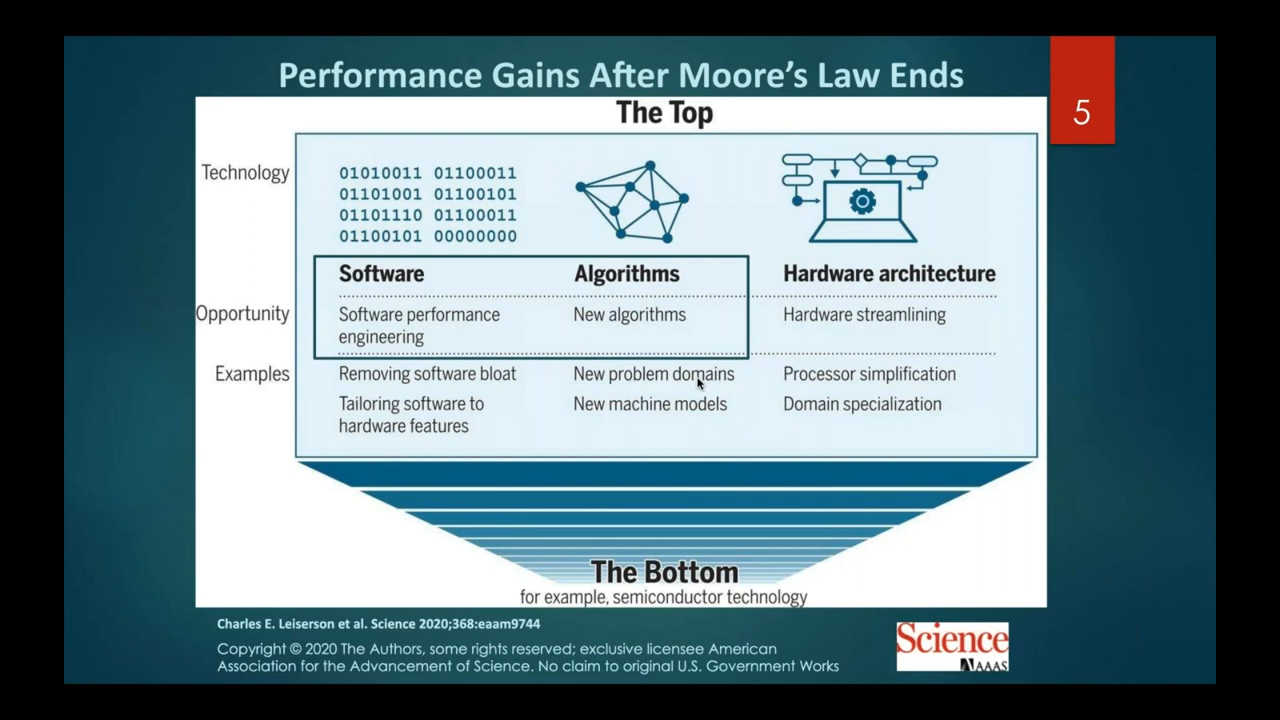 Performance Gains After Moore's Law Ends
5
The Top
Technology
01010011 01100011
01101001 01100101
01101110 01100011
01100101 00000000
Software Algorithms Hardware architecture
Opportunity
Software performance
engineering
New algorithms
Hardware streamlining
Examples
Removing software bloat
New problem domains
Processor simplification
Tailoring software to
hardware features
New machine models
Domain specialization
The Bottom
for example, semiconductor technology
Charles E. Leiserson et al. Science 2020;368:eaam9744
Copyright © 2020 The Authors, some rights reserved; exclusive licensee American
Association for the Advancement of Science. No claim to original U.S. Government Works
Science
AAAS